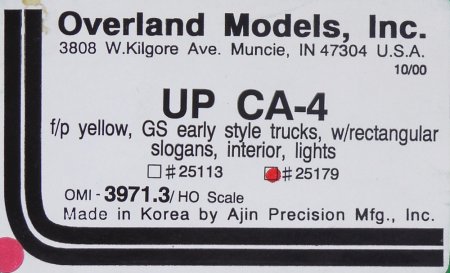 Overland Models, Inc.
3808 W.Kilgore Ave. Muncie, IN 47304 U.S.A.
10/00
UP CA-4
f/p yellow, GS early style trucks, w/rectangular
slogans, interior, lights
#25113 #25179
OMI - 3971.3/ HO Scale
Made in Korea by Ajin Precision Mfg., Inc.